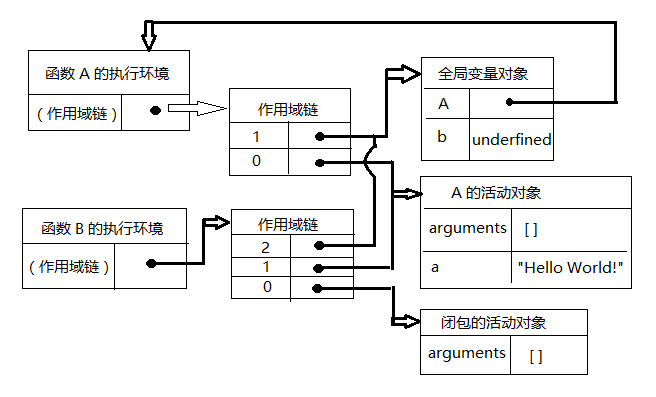 函数 A 的执行环境
（作用域链）
作用域链
1
0
全局变量对象
A
b underfined
A 的活动对象
arguments [ ]
a "Hello World!"
函数 B 的执行环境
（作用域链）
作用域链
2
1
0
闭包的活动对象
arguments [ ]